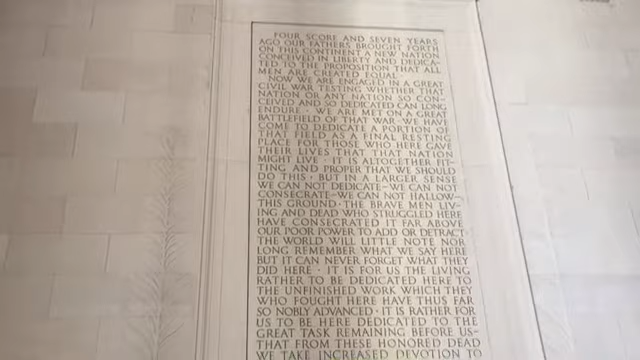 FOUR SCORE AND SEVEN YEARS
AGO OUR FATHERS BROUGHT FORTH
ON THIS CONTINENT A NEW NATION
CONCEIVED IN LIBERTY AND DEDICA-
TED TO THE PROPOSITION THAT ALL
MEN ARE CREATED EQUAL ·
NOW WE ARE ENGAGED IN A GREAT
CIVIL WAR TESTING WHETHER THAT
NATION OR ANY NATION SO CON-
CEIVED AND SO DEDICATED CAN LONG
ENDURE · WE ARE MET ON A GREAT
BATTLEFIELD OF THAT WAR · WE HAVE
COME TO DEDICATE A PORTION OF
THAT FIELD AS A FINAL RESTING
PLACE FOR THOSE WHO HERE GAVE
THEIR LIVES THAT THAT NATION
MIGHT LIVE · IT IS ALTOGETHER FIT-
TING AND PROPER THAT WE SHOULD
DO THIS · BUT IN A LARGER SENSE
WE CAN NOT DEDICATE~WE CAN NOT
CONSECRATE~WE CAN NOT HALLOW~
THIS GROUND · THE BRAVE MEN LIV-
ING AND DEAD WHO STRUGGLED HERE
HAVE CONSECRATED IT FAR ABOVE
OUR POOR POWER TO ADD OR DETRACT ·
THE WORLD WILL LITTLE NOTE NOR
LONG REMEMBER WHAT WE SAY HERE
BUT IT CAN NEVER FORGET WHAT THEY
DID HERE · IT IS FOR US THE LIVING
RATHER TO BE DEDICATED HERE TO
THE UNFINISHED WORK WHICH THEY
WHO FOUGHT HERE HAVE THUS FAR
SO NOBLY ADVANCED · IT IS RATHER FOR
US TO BE HERE DEDICATED TO THE
GREAT TASK REMAINING BEFORE US~
THAT FROM THESE HONORED DEAD
WE TAKE INCREASED DEVOTION TO